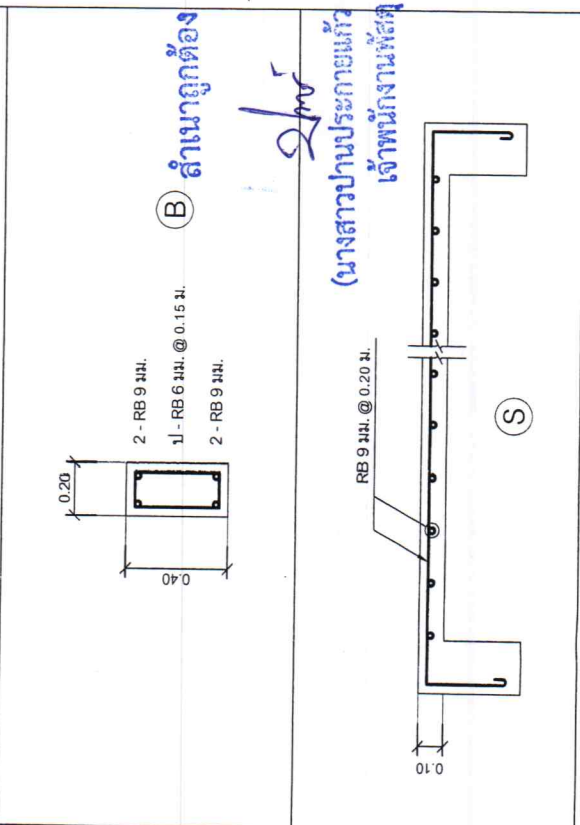 0.20
0.40
2 - RB 9 มม.
ป - RB 6 มม. @ 0.15 ม.
2 - RB 9 มม.
B
สำเนาถูกต้อง
(นางสาวปานประกายแก้ว
เจ้าพนักงานพัสดุ
RB 9 มม. @ 0.20 ม.
0.10
S